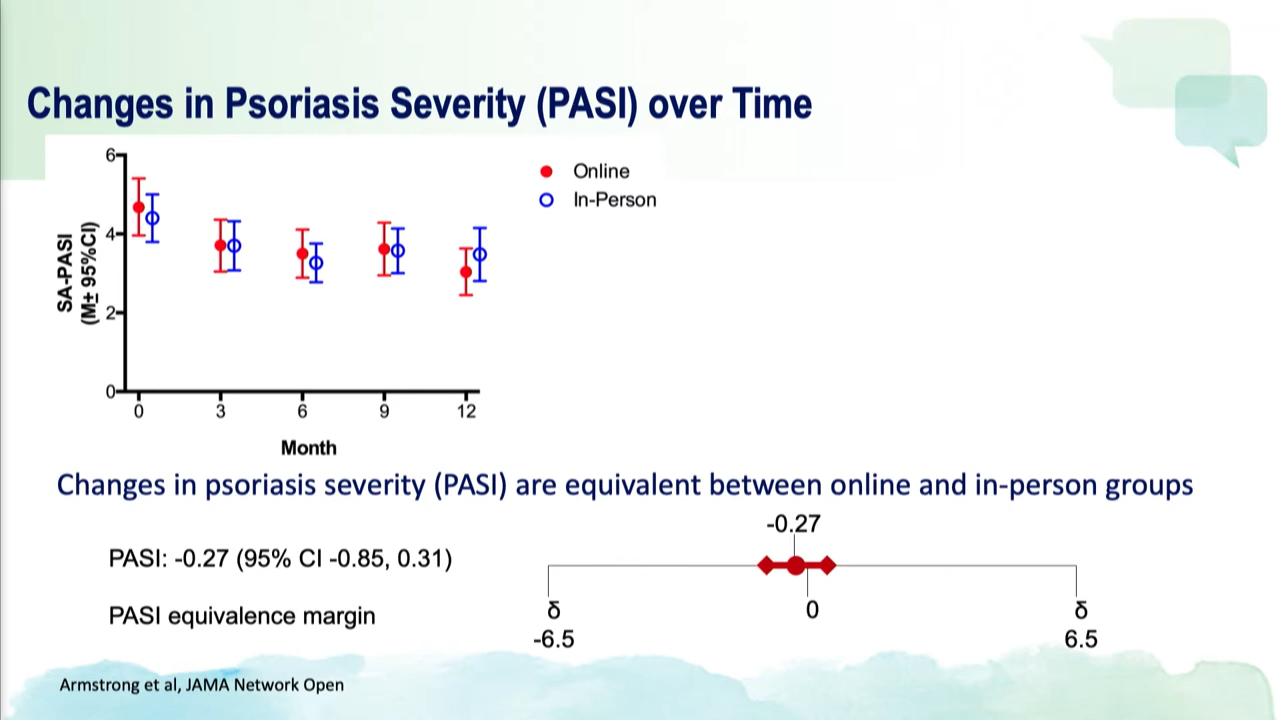 Changes in Psoriasis Severity (PASI) over Time
6
4
2
0
SA-PASI
(M± 95%CI)
0 3 6 9 12
Month
Online
In-Person
Changes in psoriasis severity (PASI) are equivalent between online and in-person groups
PASI: -0.27 (95% CI -0.85, 0.31)
PASI equivalence margin
-0.27
δ 0 δ
-6.5 6.5
Armstrong et al, JAMA Network Open